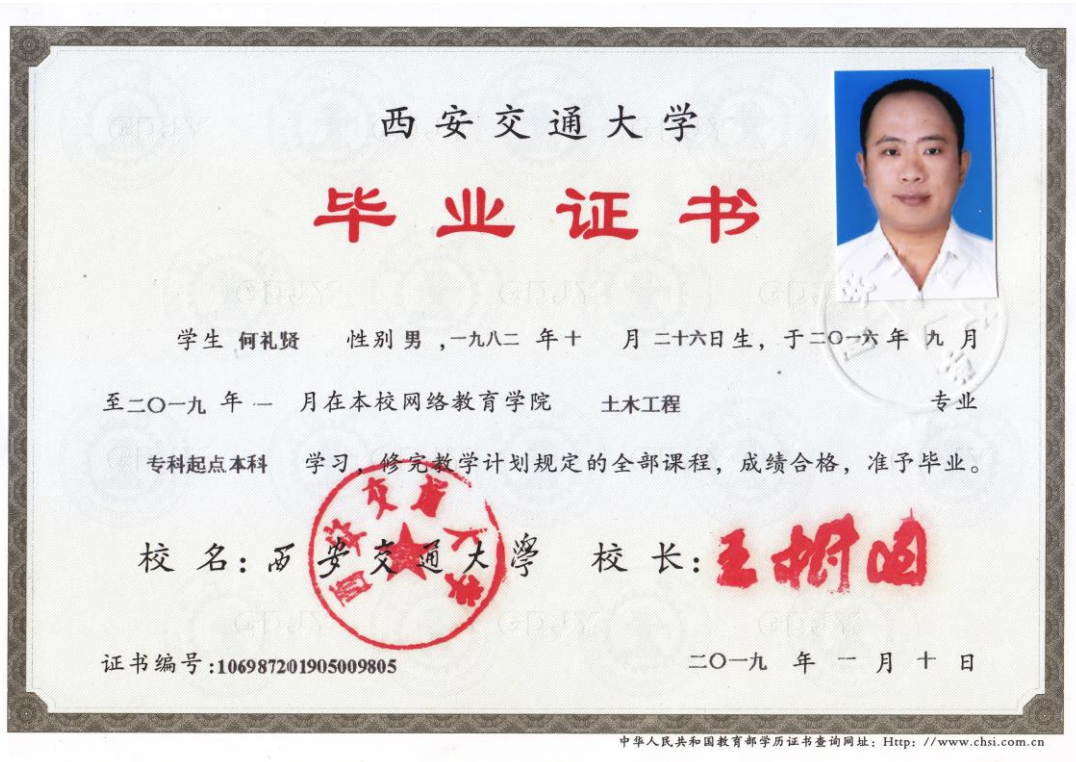 西安交通大学
毕业证书
学生 何礼贤 性别 男 ,一九八二 年 十 月 二十六日生，于二〇一六年 九 月
至二〇一九 年 一 月在本校网络教育学院 土木工程 专业
专科起点本科 学习，修完教学计划规定的全部课程，成绩合格，准予毕业。
校 名：西安交通大學 校 长：王树国
西安交通大学
证书编号:106987201905009805 二〇一九 年 一 月 十 日
中华人民共和国教育部学历证书查询网址：Http：//www.chsi.com.cn